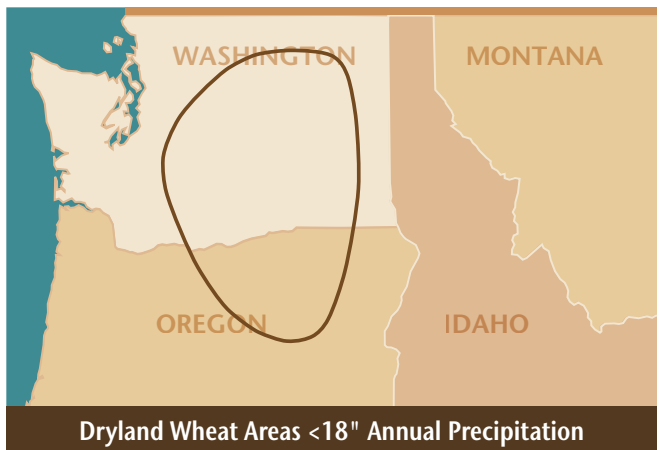 WASHINGTON
MONTANA
OREGON
IDAHO
Dryland Wheat Areas <18" Annual Precipitation